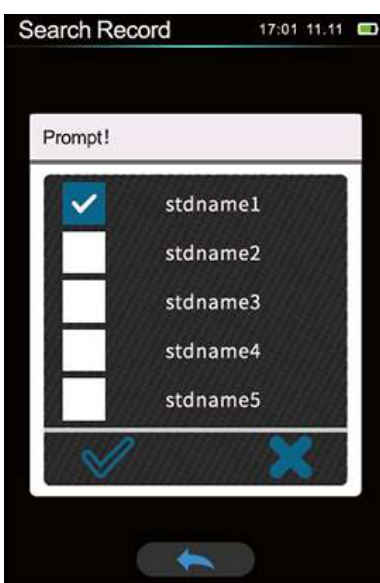 Search Record 17:01 11.11
Prompt!
stdname1
stdname2
stdname3
stdname4
stdname5